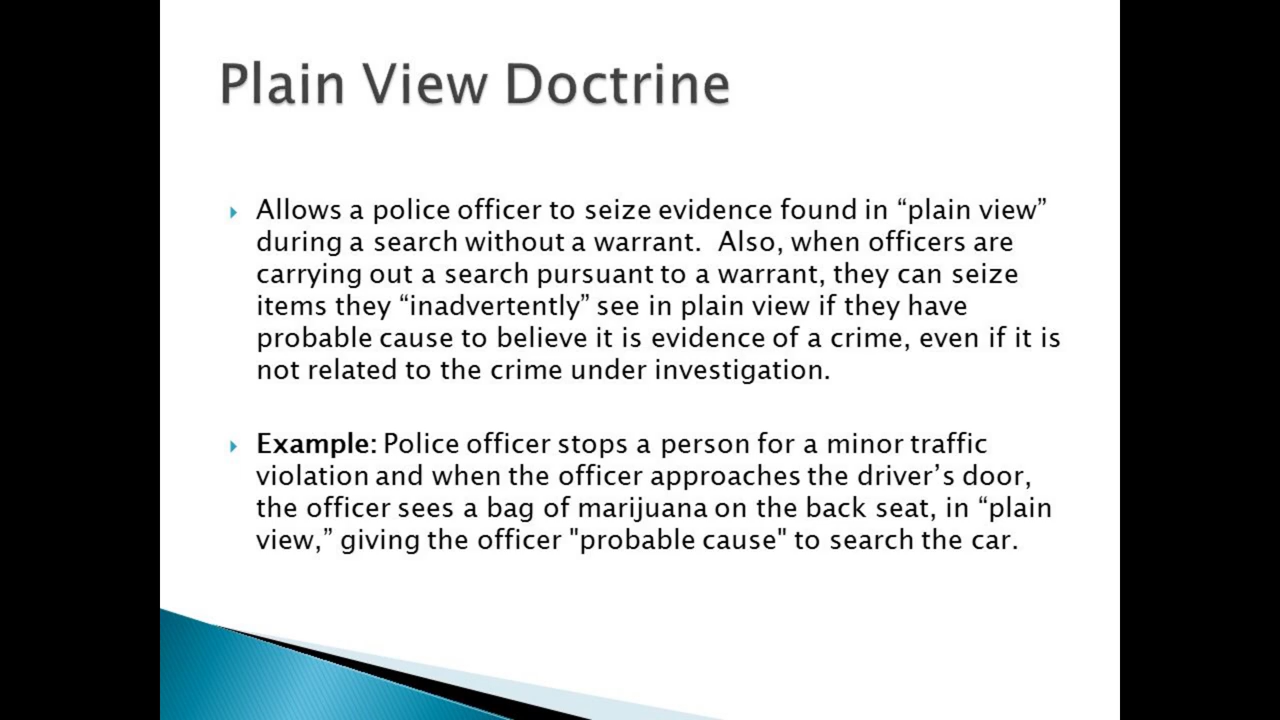 Plain View Doctrine
Allows a police officer to seize evidence found in “plain view”
during a search without a warrant.  Also, when officers are
carrying out a search pursuant to a warrant, they can seize
items they “inadvertently” see in plain view if they have
probable cause to believe it is evidence of a crime, even if it is
not related to the crime under investigation.
Example: Police officer stops a person for a minor traffic
violation and when the officer approaches the driver’s door,
the officer sees a bag of marijuana on the back seat, in “plain
view,” giving the officer "probable cause" to search the car.